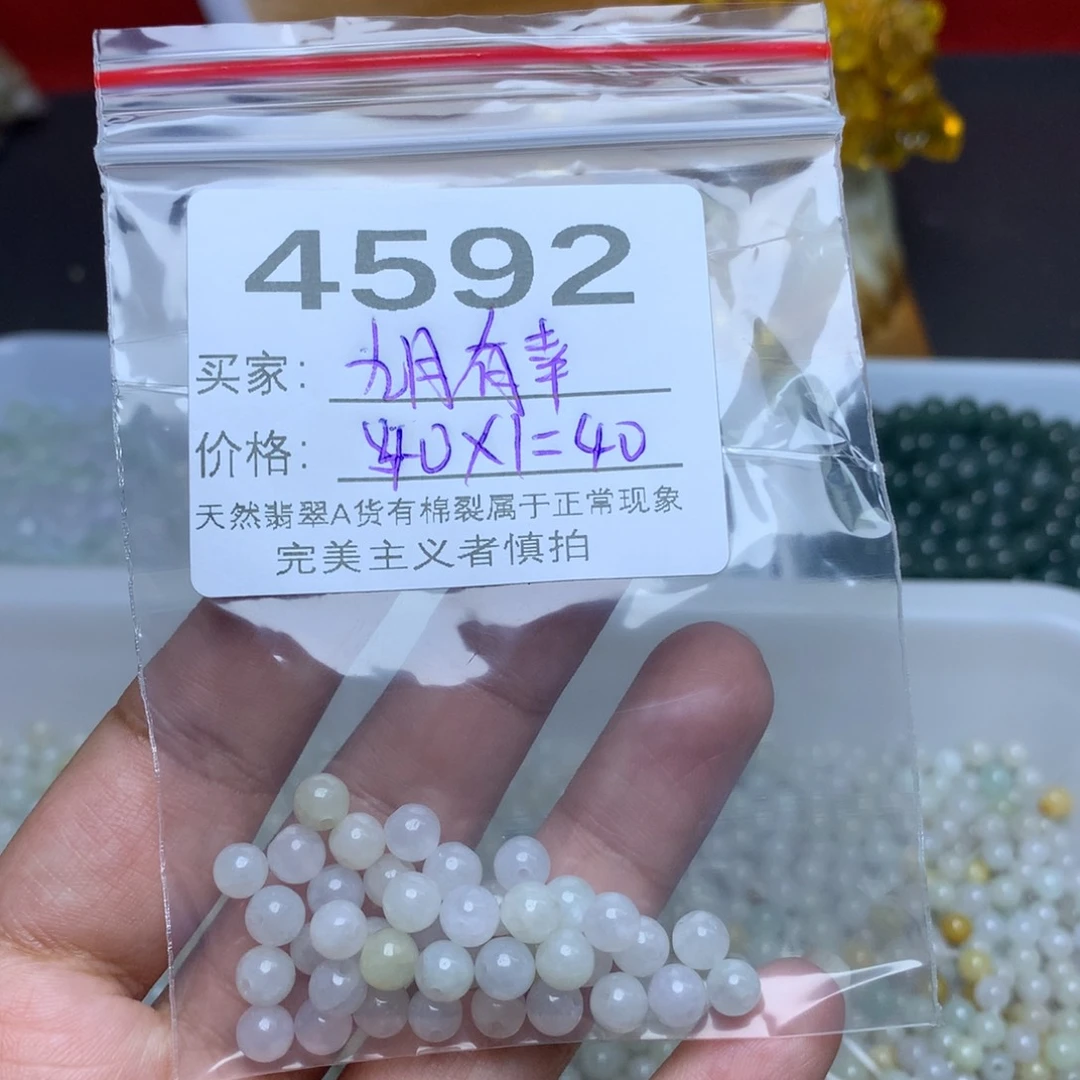 4592
买家: 九月有幸
价格: 40X1=40
天然翡翠A货有棉裂属于正常现象
完美主义者慎拍